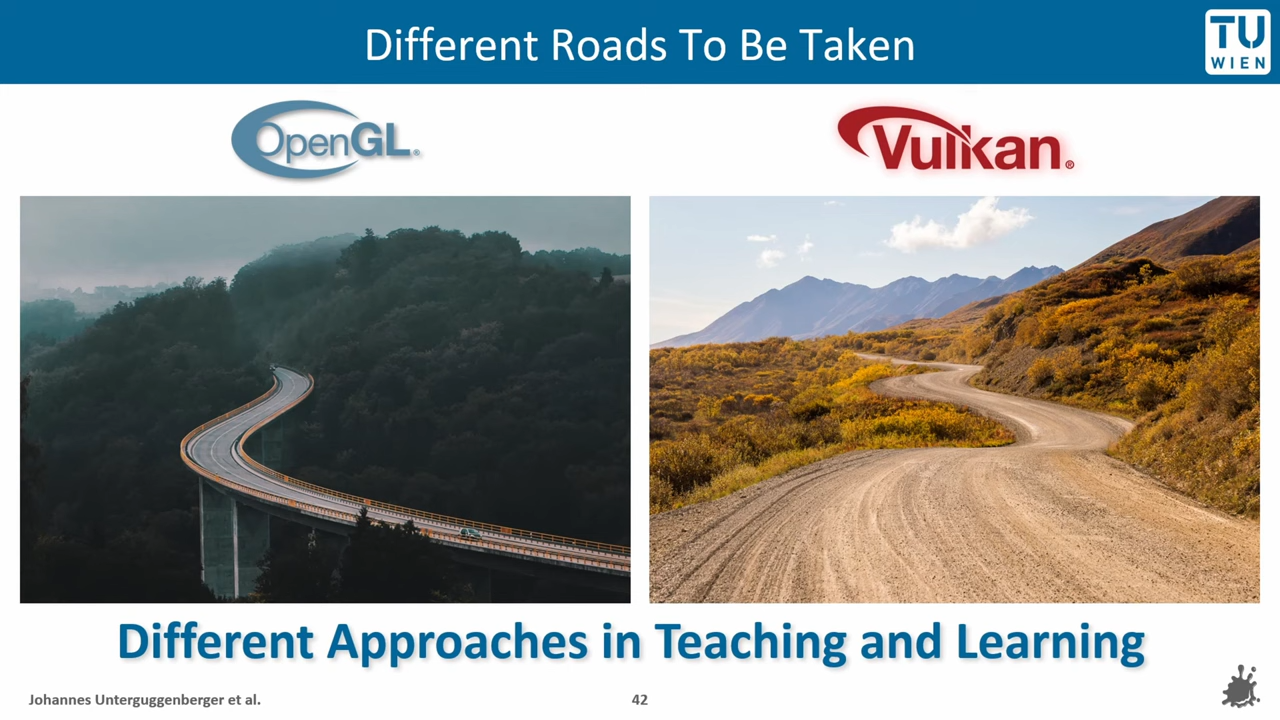 Different Roads To Be Taken
TU
WIEN
OpenGL®
Vulkan®
Different Approaches in Teaching and Learning
Johannes Unterguggenberger et al.
42